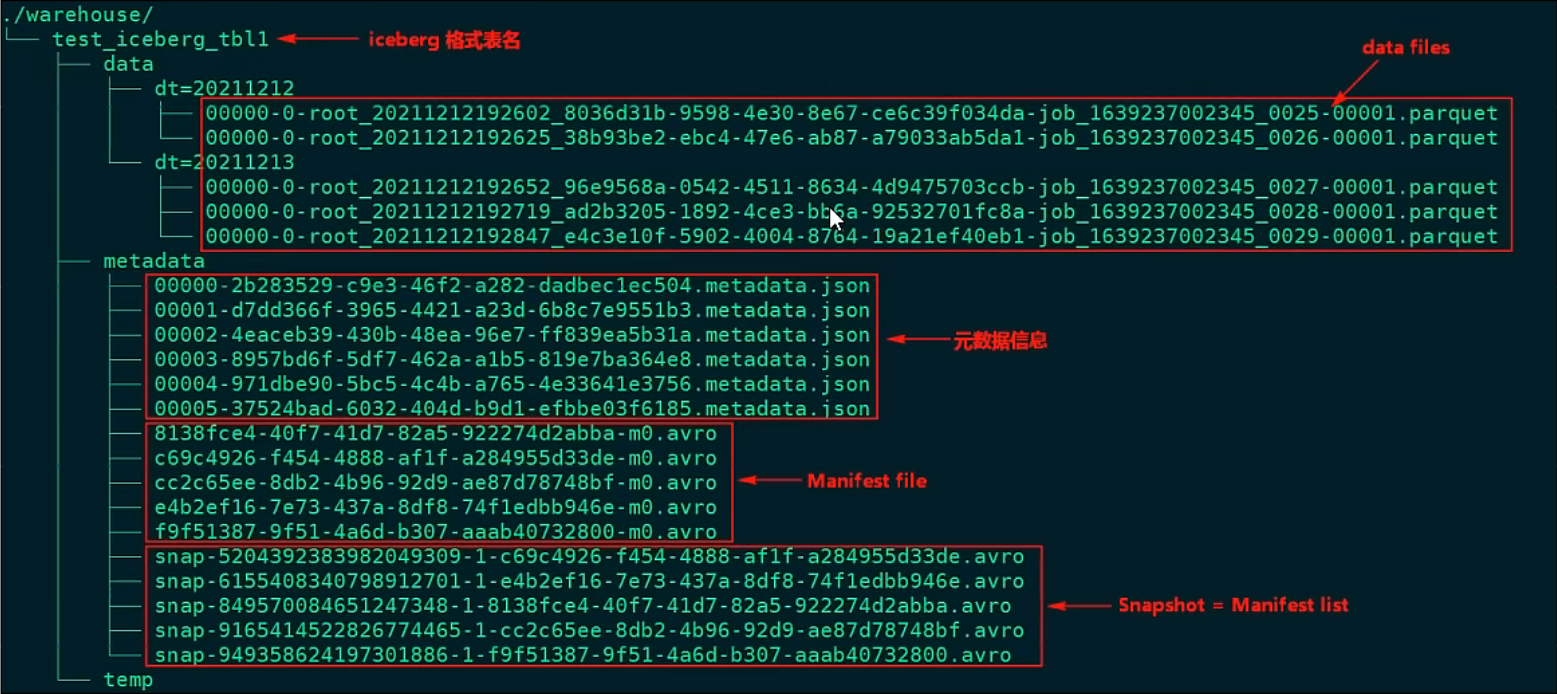 ./warehouse/
test_iceberg_tbl1 iceberg 格式表名
data data files
dt=20211212
00000-0-root_20211212192602_8036d31b-9598-4e30-8e67-ce6c39f034da-job_1639237002345_0025-00001.parquet
00000-0-root_20211212192625_38b93be2-ebc4-47e6-ab87-a79033ab5da1-job_1639237002345_0026-00001.parquet
dt=20211213
00000-0-root_20211212192652_96e9568a-0542-4511-8634-4d9475703ccb-job_1639237002345_0027-00001.parquet
00000-0-root_20211212192719_ad2b3205-1892-4ce3-bb6a-92532701fc8a-job_1639237002345_0028-00001.parquet
00000-0-root_20211212192847_e4c3e10f-5902-4004-8764-19a21ef40eb1-job_1639237002345_0029-00001.parquet
metadata
00000-2b283529-c9e3-46f2-a282-dadbec1ec504.metadata.json
00001-d7dd366f-3965-4421-a23d-6b8c7e9551b3.metadata.json
00002-4eaceb39-430b-48ea-96e7-ff839ea5b31a.metadata.json 元数据信息
00003-8957bd6f-5df7-462a-a1b5-819e7ba364e8.metadata.json
00004-971dbe90-5bc5-4c4b-a765-4e33641e3756.metadata.json
00005-37524bad-6032-404d-b9d1-efbbe03f6185.metadata.json
8138fce4-40f7-41d7-82a5-922274d2abba-m0.avro
c69c4926-f454-4888-af1f-a284955d33de-m0.avro
cc2c65ee-8db2-4b96-92d9-ae87d78748bf-m0.avro Manifest file
e4b2ef16-7e73-437a-8df8-74f1edbb946e-m0.avro
f9f51387-9f51-4a6d-b307-aaab40732800-m0.avro
snap-5204392383982049309-1-c69c4926-f454-4888-af1f-a284955d33de.avro
snap-6155408340798912701-1-e4b2ef16-7e73-437a-8df8-74f1edbb946e.avro
snap-849570084651247348-1-8138fce4-40f7-41d7-82a5-922274d2abba.avro Snapshot = Manifest list
snap-9165414522826774465-1-cc2c65ee-8db2-4b96-92d9-ae87d78748bf.avro
snap-949358624197301886-1-f9f51387-9f51-4a6d-b307-aaab40732800.avro
temp